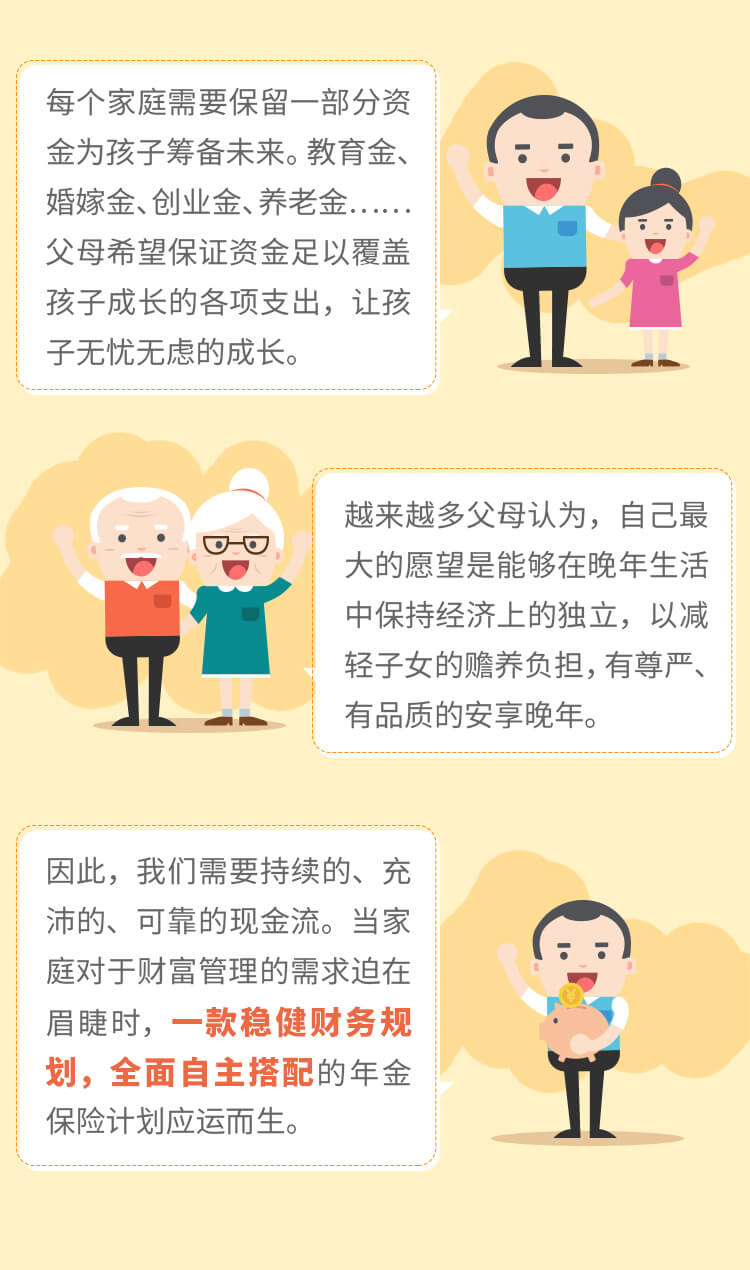 每个家庭需要保留一部分资
金为孩子筹备未来。教育金、
婚嫁金、创业金、养老金……
父母希望保证资金足以覆盖
孩子成长的各项支出，让孩
子无忧无虑的成长。
越来越多父母认为，自己最
大的愿望是能够在晚年生活
中保持经济上的独立，以减
轻子女的赡养负担，有尊严、
有品质的安享晚年。
因此，我们需要持续的、充
沛的、可靠的现金流。当家
庭对于财富管理的需求迫在
眉睫时，一款稳健财务规
划，全面自主搭配的年金
保险计划应运而生。
¥